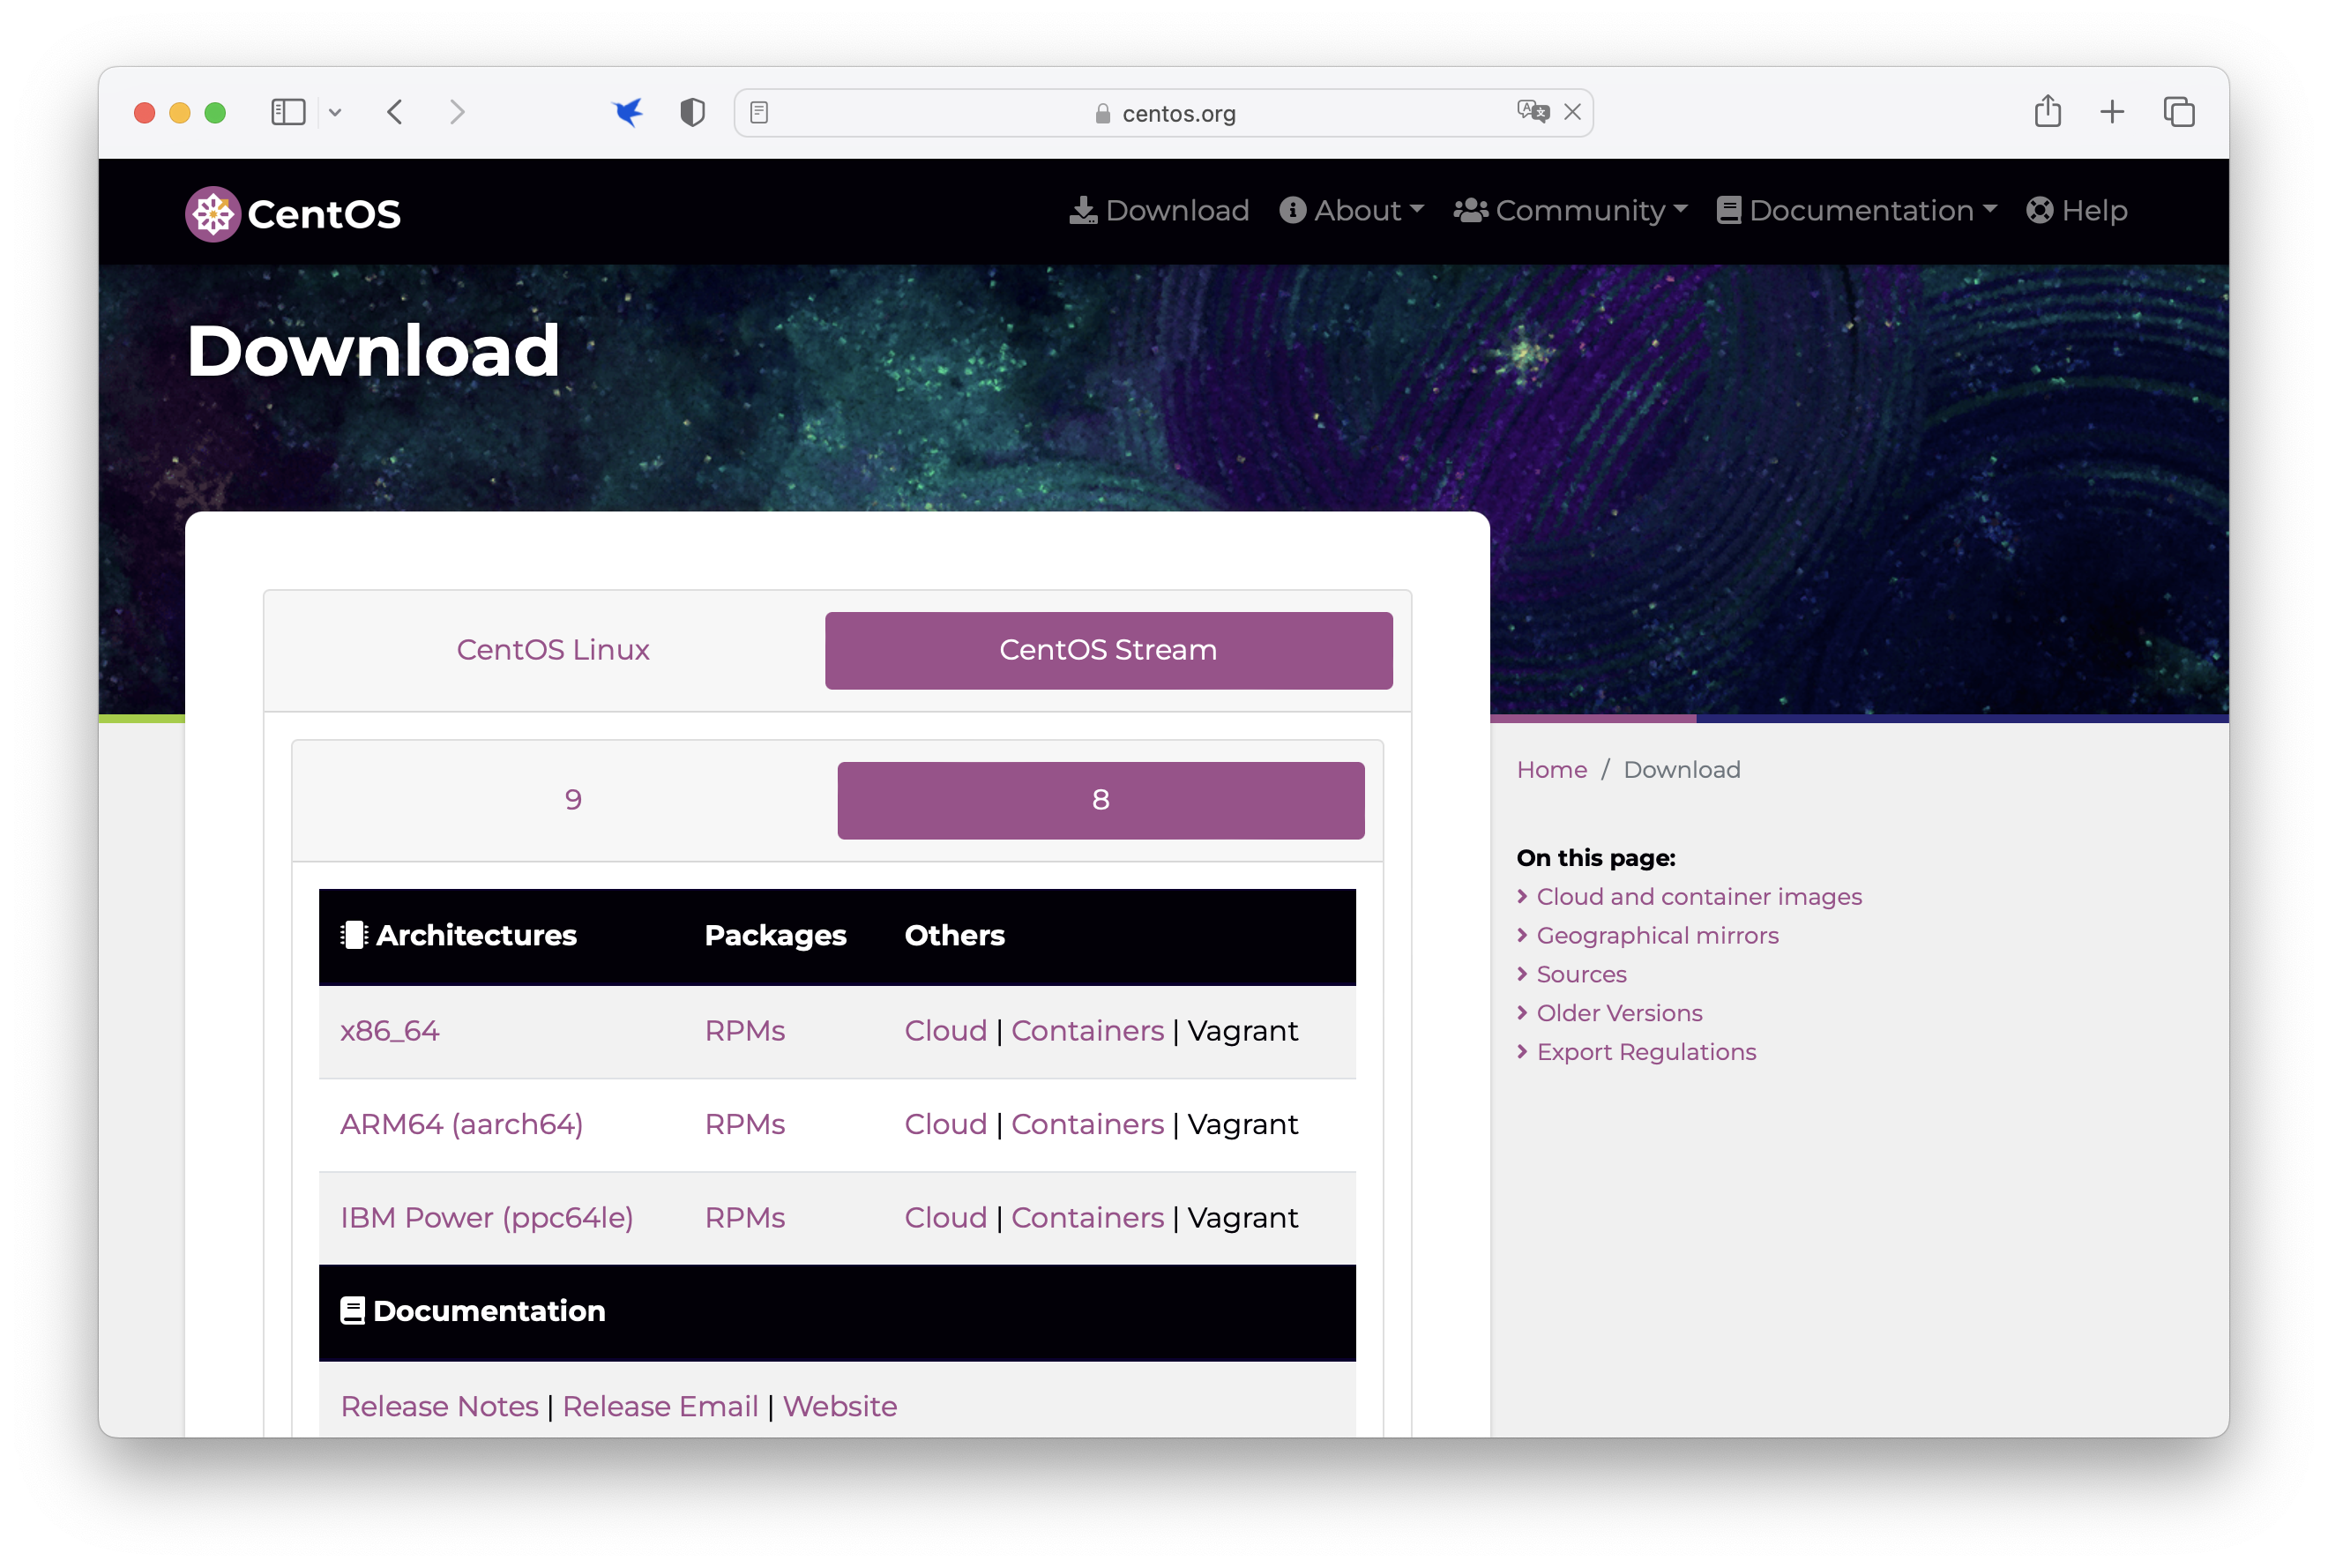 centos.org
CentOS
Download About Community Documentation Help
Download
CentOS Linux CentOS Stream
9 8
Architectures Packages Others
x86_64 RPMs Cloud | Containers | Vagrant
ARM64 (aarch64) RPMs Cloud | Containers | Vagrant
IBM Power (ppc64le) RPMs Cloud | Containers | Vagrant
Documentation
Release Notes | Release Email | Website
Home / Download
On this page:
Cloud and container images
Geographical mirrors
Sources
Older Versions
Export Regulations